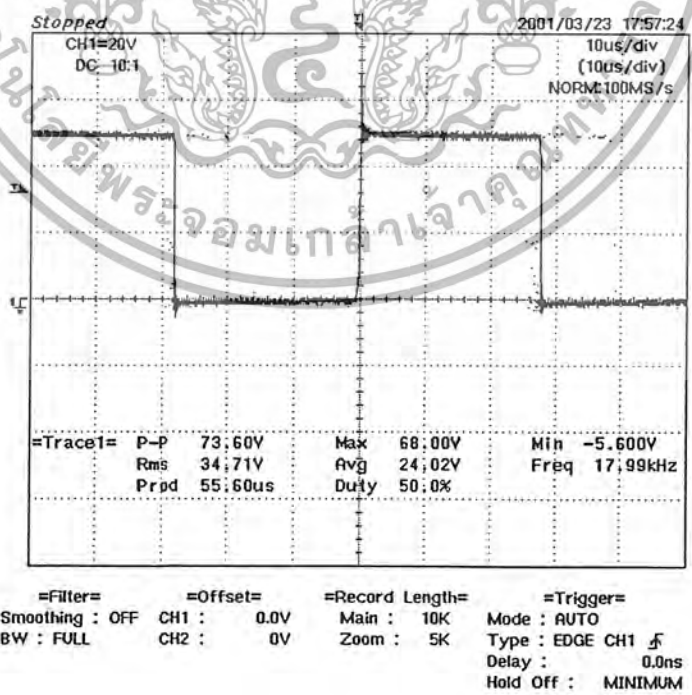 Stopped 2001/03/23 17:57:24
CH1=20V 10us/div
DC 10:1 (10us/div)
NORM:100MS/s
=Trace1= P-P 73.60V Max 68.00V Min -5.600V
Rms 34.71V Avg 24.02V Freq 17.99kHz
Prod 55.60us Duty 50.0%
=Filter= =Offset= =Record Length= =Trigger=
Smoothing : OFF CH1 : 0.0V Main : 10K Mode : AUTO
BW : FULL CH2 : 0V Zoom : 5K Type : EDGE CH1
Delay : 0.0ns
Hold Off : MINIMUM